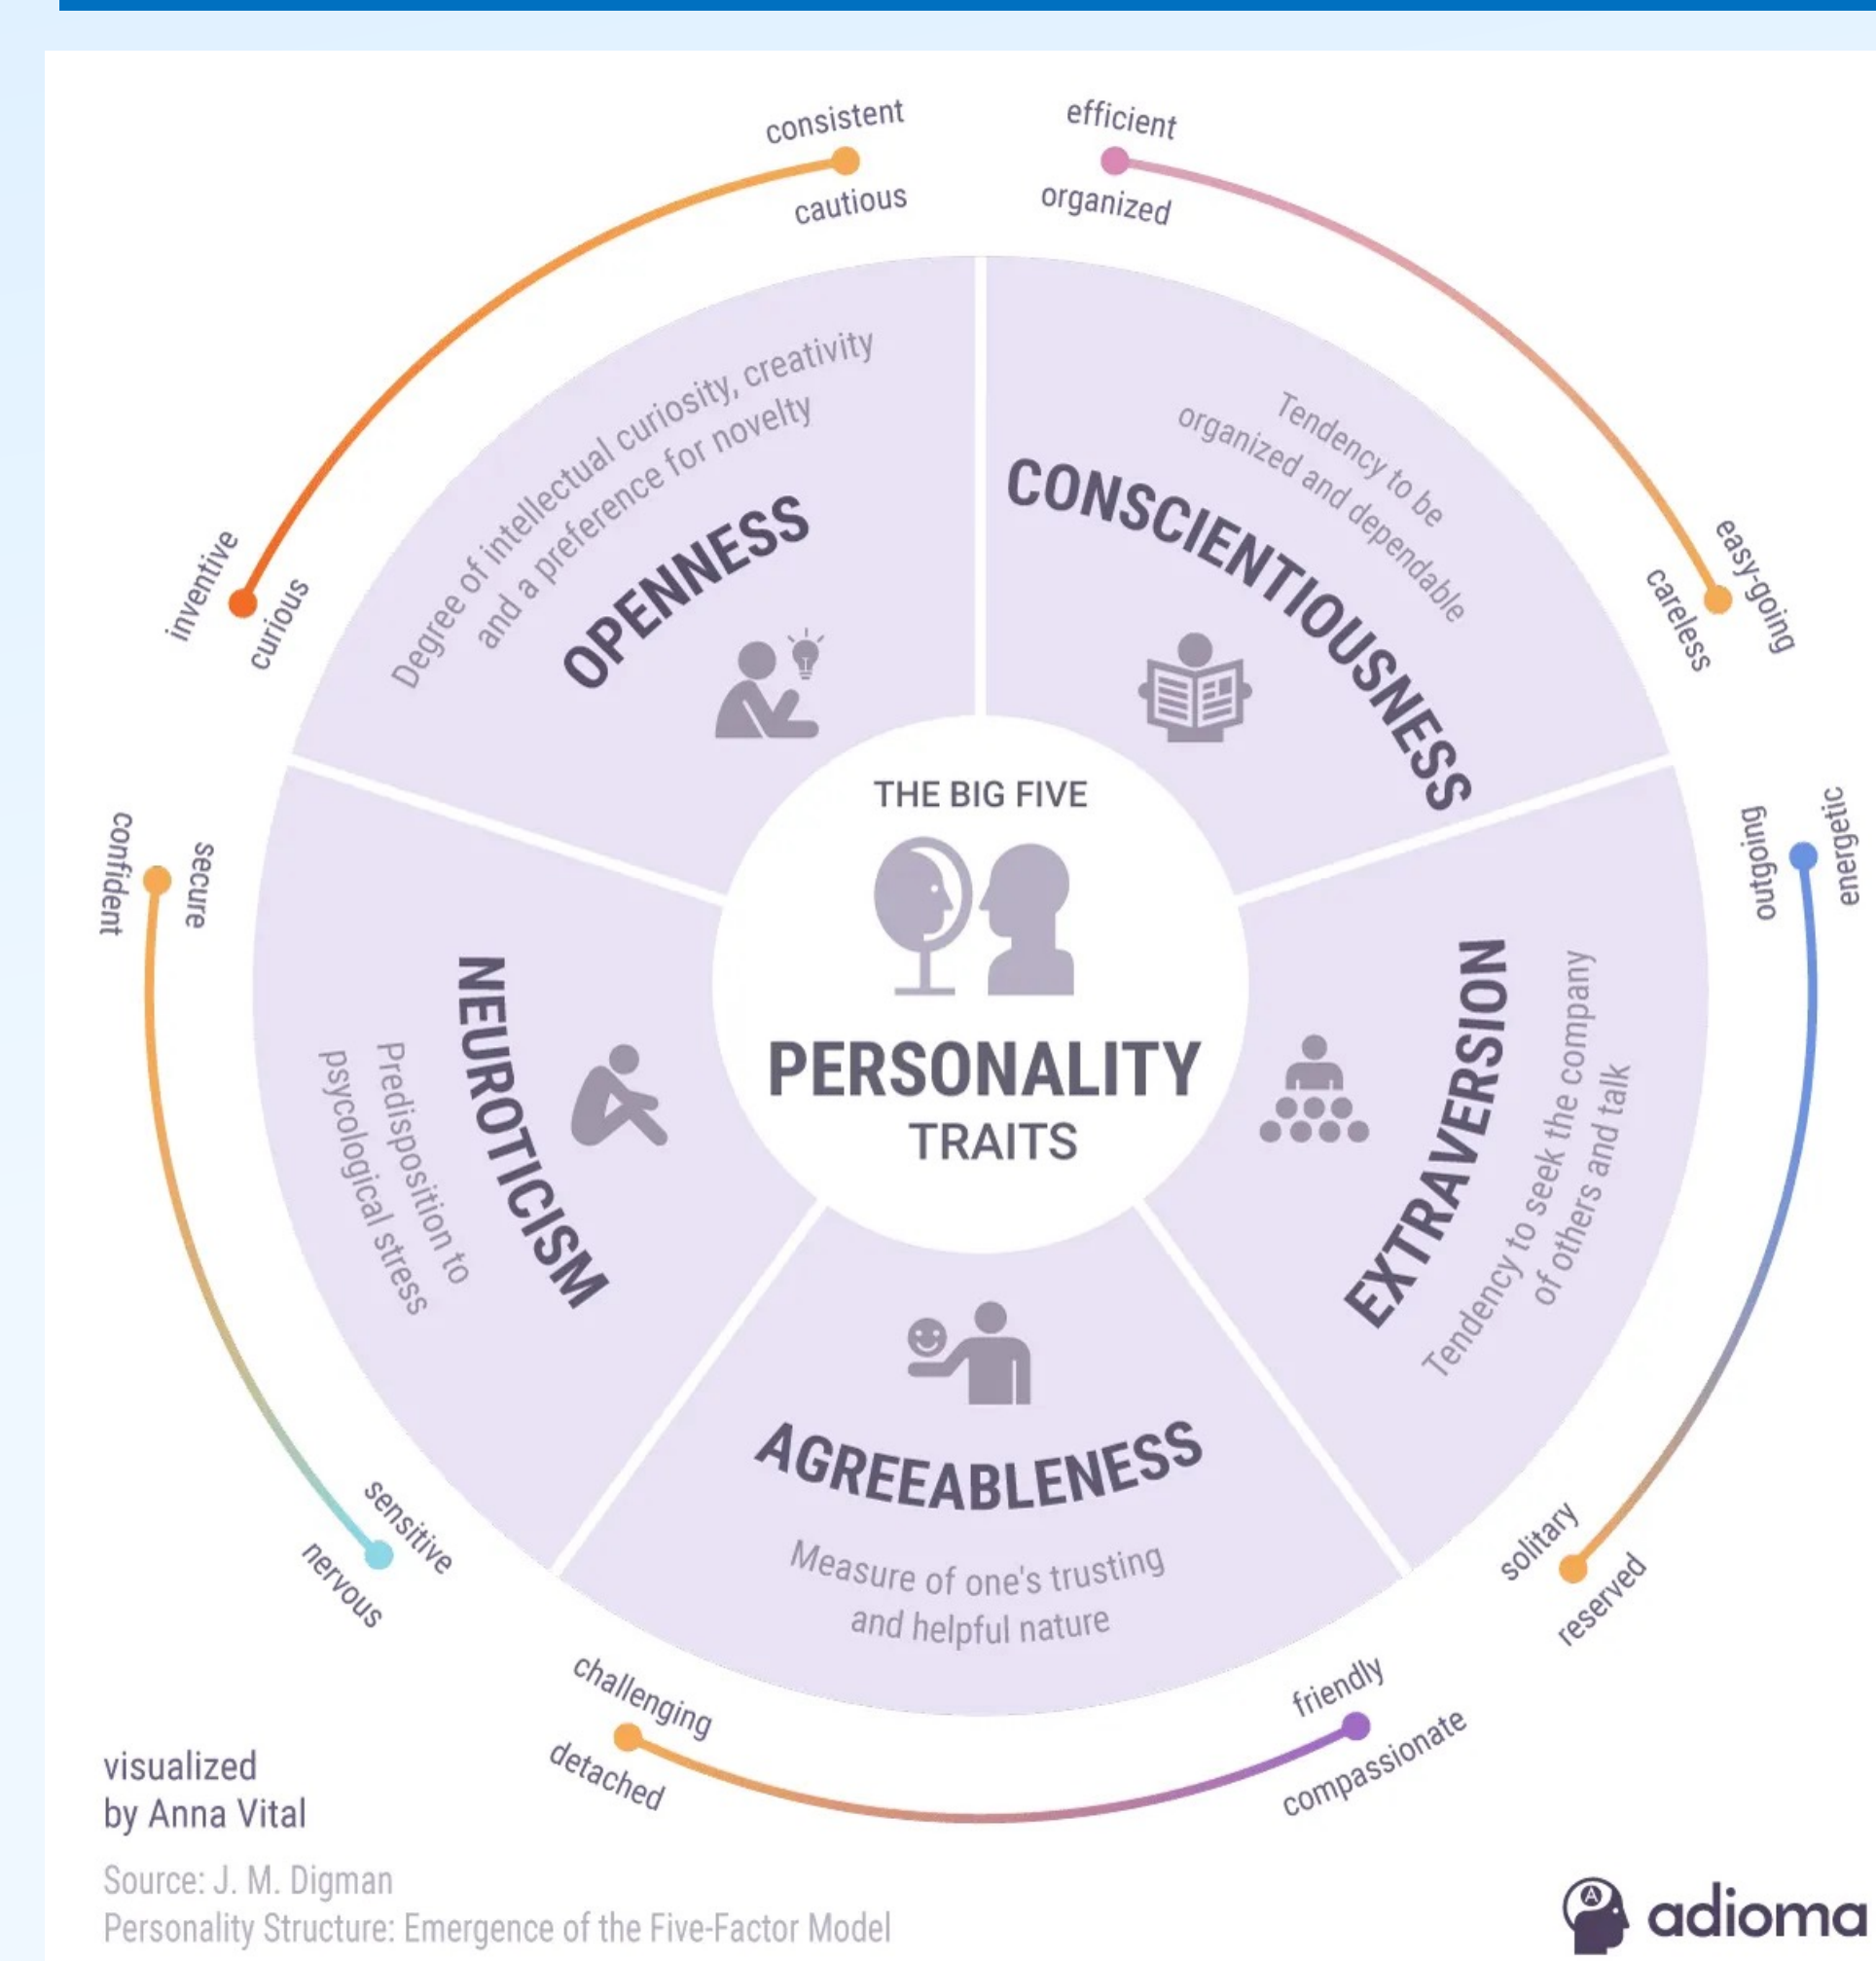 consistent
cautious
inventive
curious
Degree of intellectual curiosity, creativity
and a preference for novelty
OPENNESS
efficient
organized
easy-going
careless
Tendency to be
organized and dependable
CONSCIENTIOUSNESS
energetic
outgoing
solitary
reserved
EXTRAVERSION
Tendency to seek the company
of others and talk
friendly
compassionate
challenging
detached
AGREEABLENESS
Measure of one's trusting
and helpful nature
sensitive
nervous
secure
confident
NEUROTICISM
Predisposition to
psycological stress
THE BIG FIVE
PERSONALITY
TRAITS
visualized
by Anna Vital
Source: J. M. Digman
Personality Structure: Emergence of the Five-Factor Model
A
adioma